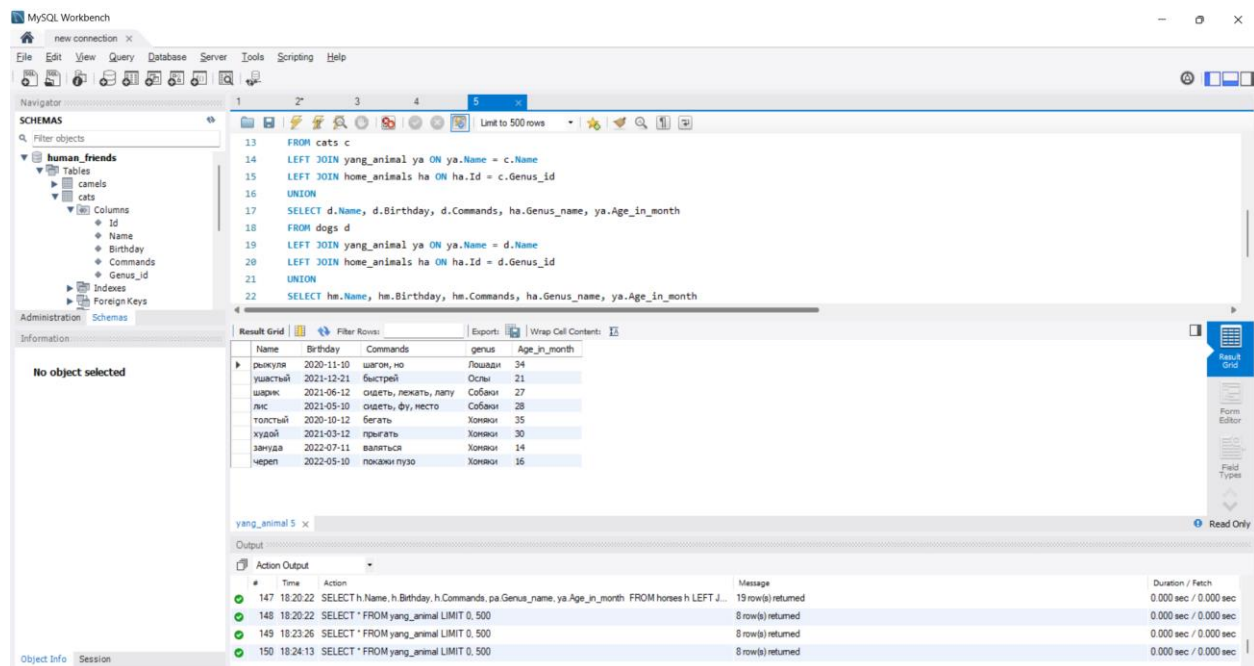 MySQL Workbench
new connection
File Edit View Query Database Server Tools Scripting Help
Navigator
SCHEMAS
Filter objects
human_friends
Tables
camels
cats
Columns
Id
Name
Birthday
Commands
Genus_id
Indexes
Foreign Keys
Administration Schemas
Information
No object selected
Object Info Session
1 2* 3 4 5
Limit to 500 rows
13 FROM cats c
14 LEFT JOIN yang_animal ya ON ya.Name = c.Name
15 LEFT JOIN home_animals ha ON ha.Id = c.Genus_id
16 UNION
17 SELECT d.Name, d.Birthday, d.Commands, ha.Genus_name, ya.Age_in_month
18 FROM dogs d
19 LEFT JOIN yang_animal ya ON ya.Name = d.Name
20 LEFT JOIN home_animals ha ON ha.Id = d.Genus_id
21 UNION
22 SELECT hm.Name, hm.Birthday, hm.Commands, ha.Genus_name, ya.Age_in_month
Result Grid Filter Rows: Export: Wrap Cell Content:
Name Birthday Commands genus Age_in_month
рыжуля 2020-11-10 шагом, но Лошади 34
ушастый 2021-12-21 быстрей Ослы 21
шарик 2021-06-12 сидеть, лежать, лапу Собаки 27
лис 2021-05-10 сидеть, фу, место Собаки 28
толстый 2020-10-12 бегать Хомяки 35
худой 2021-03-12 прыгать Хомяки 30
зануда 2022-07-11 валяться Хомяки 14
череп 2022-05-10 покажи пузо Хомяки 16
Result Grid
Form Editor
Field Types
yang_animal 5
Read Only
Output
Action Output
# Time Action Message Duration / Fetch
147 18:20:22 SELECT h.Name, h.Birthday, h.Commands, pa.Genus_name, ya.Age_in_month FROM horses h LEFT J... 19 row(s) returned 0.000 sec / 0.000 sec
148 18:20:22 SELECT * FROM yang_animal LIMIT 0, 500 8 row(s) returned 0.000 sec / 0.000 sec
149 18:23:26 SELECT * FROM yang_animal LIMIT 0, 500 8 row(s) returned 0.000 sec / 0.000 sec
150 18:24:13 SELECT * FROM yang_animal LIMIT 0, 500 8 row(s) returned 0.000 sec / 0.000 sec